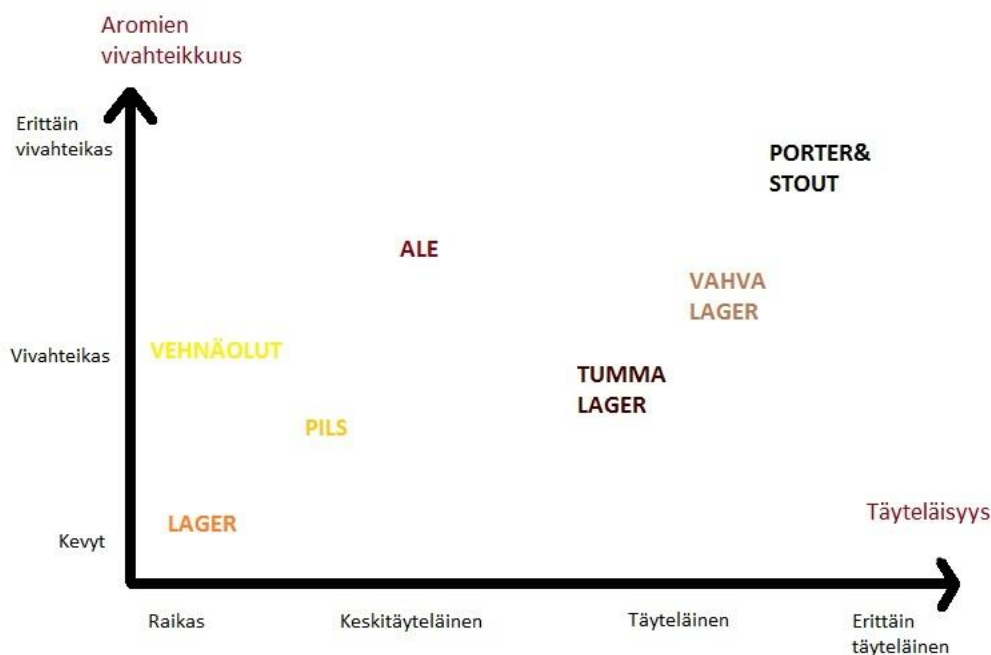 Aromien
vivahteikkuus
Erittäin
vivahteikas
PORTER&
STOUT
ALE
VAHVA
LAGER
Vivahteikas
VEHNÄOLUT
TUMMA
LAGER
PILS
LAGER
Täyteläisyys
Kevyt
Raikas
Keskitäyteläinen
Täyteläinen
Erittäin
täyteläinen